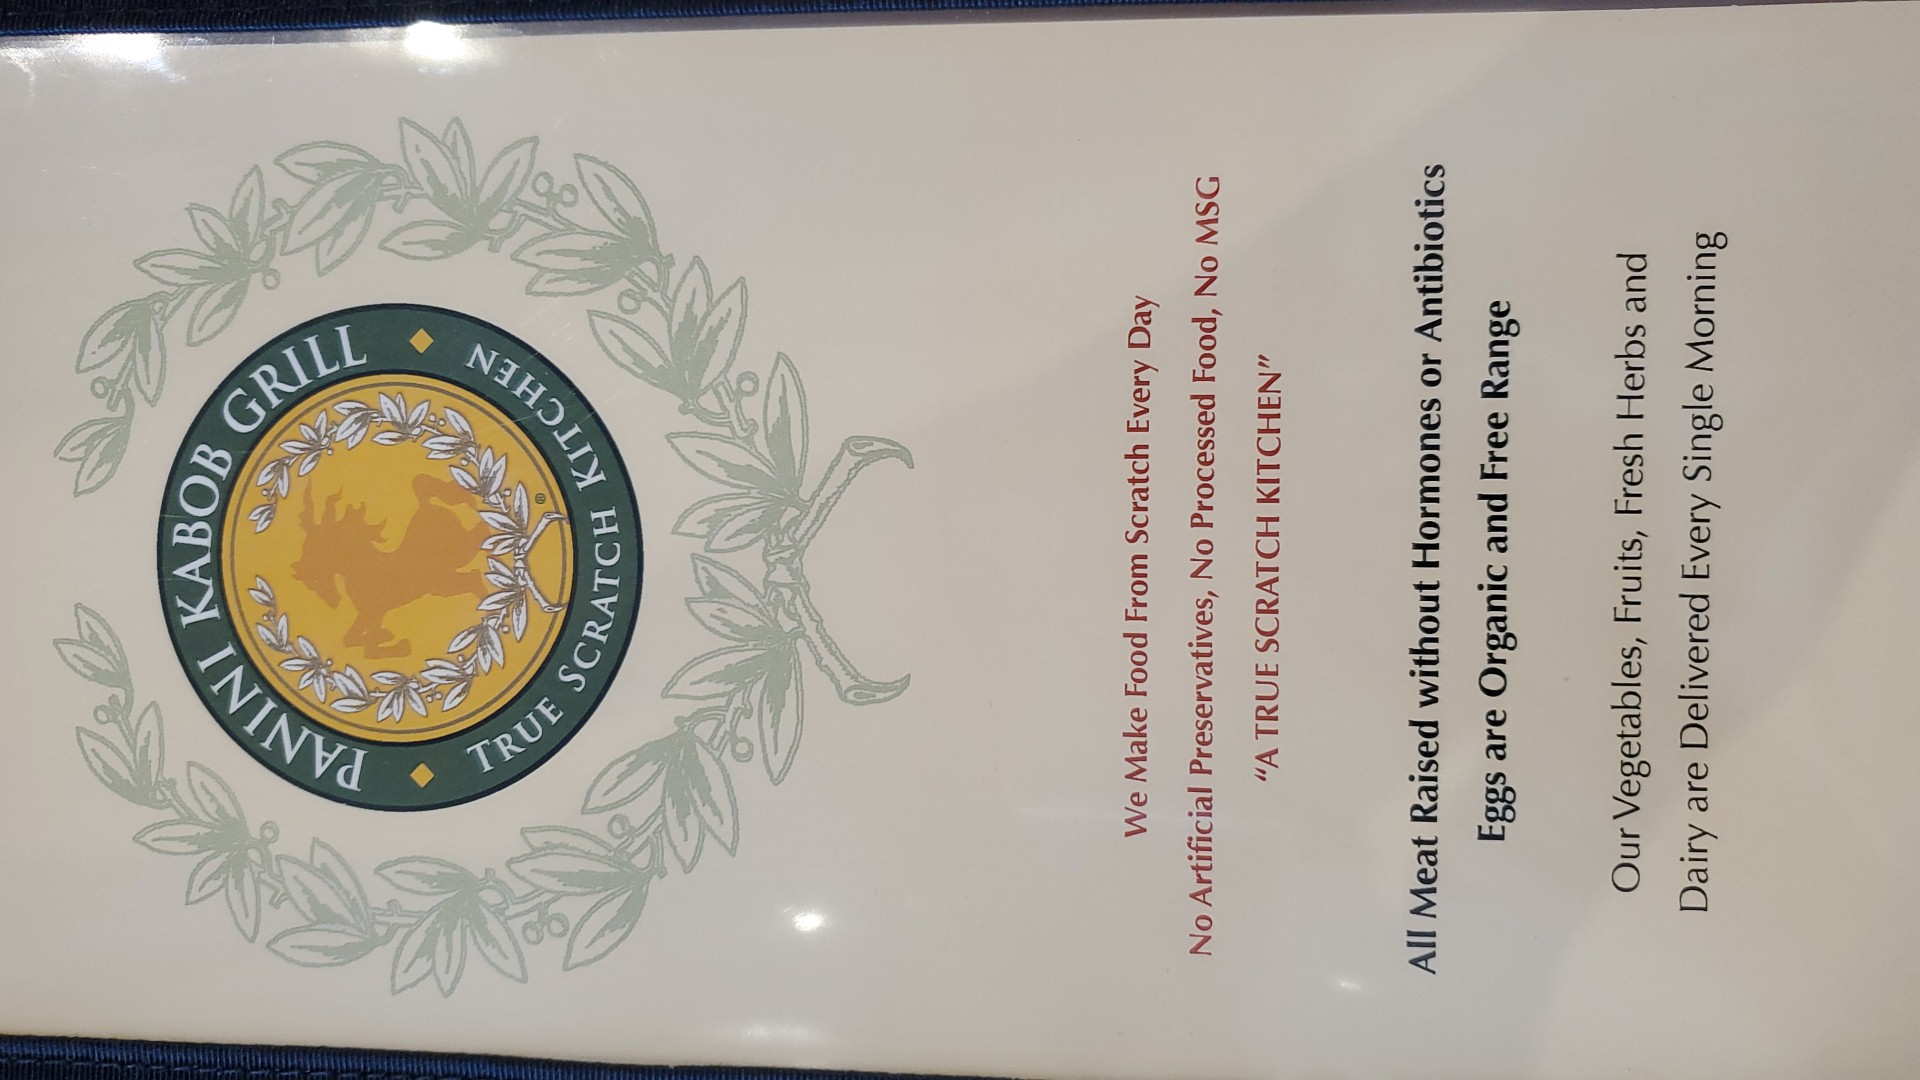 PANINI KABOB GRILL
TRUE SCRATCH KITCHEN
®
We Make Food From Scratch Every Day
No Artificial Preservatives, No Processed Food, No MSG
“A TRUE SCRATCH KITCHEN”
All Meat Raised without Hormones or Antibiotics
Eggs are Organic and Free Range
Our Vegetables, Fruits, Fresh Herbs and
Dairy are Delivered Every Single Morning